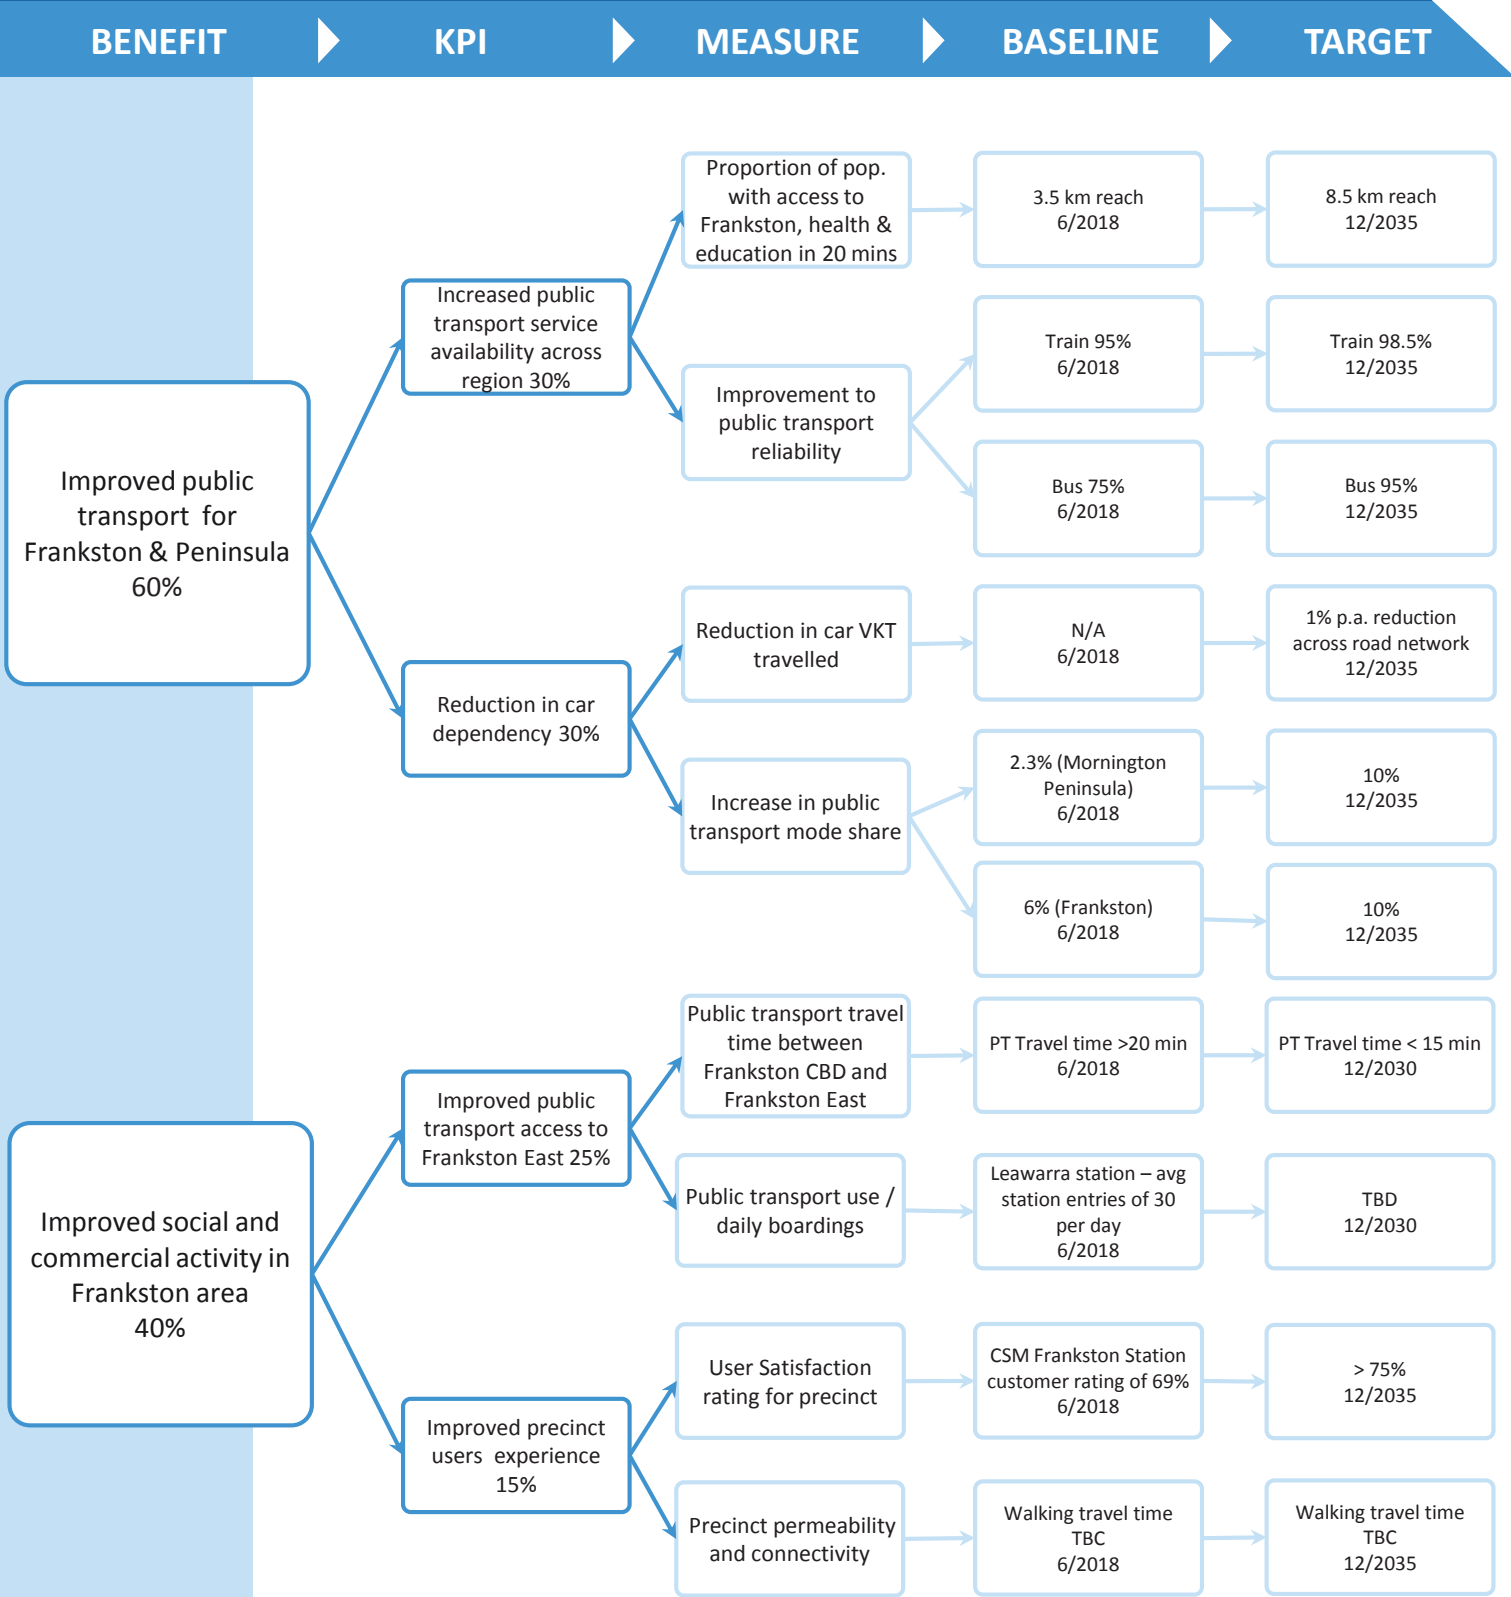 BENEFIT
KPI
MEASURE
BASELINE
TARGET
Improved public
transport for
Frankston & Peninsula
60%
Increased public
transport service
availability across
region 30%
Proportion of pop.
with access to
Frankston, health &
education in 20 mins
3.5 km reach
6/2018
8.5 km reach
12/2035
Improvement to
public transport
reliability
Train 95%
6/2018
Train 98.5%
12/2035
Bus 75%
6/2018
Bus 95%
12/2035
Reduction in car
dependency 30%
Reduction in car VKT
travelled
N/A
6/2018
1% p.a. reduction
across road network
12/2035
Increase in public
transport mode share
2.3% (Mornington
Peninsula)
6/2018
10%
12/2035
6% (Frankston)
6/2018
10%
12/2035
Improved social and
commercial activity in
Frankston area
40%
Improved public
transport access to
Frankston East 25%
Public transport travel
time between
Frankston CBD and
Frankston East
PT Travel time >20 min
6/2018
PT Travel time < 15 min
12/2030
Public transport use /
daily boardings
Leawarra station – avg
station entries of 30
per day
6/2018
TBD
12/2030
Improved precinct
users experience
15%
User Satisfaction
rating for precinct
CSM Frankston Station
customer rating of 69%
6/2018
> 75%
12/2035
Precinct permeability
and connectivity
Walking travel time
TBC
6/2018
Walking travel time
TBC
12/2035